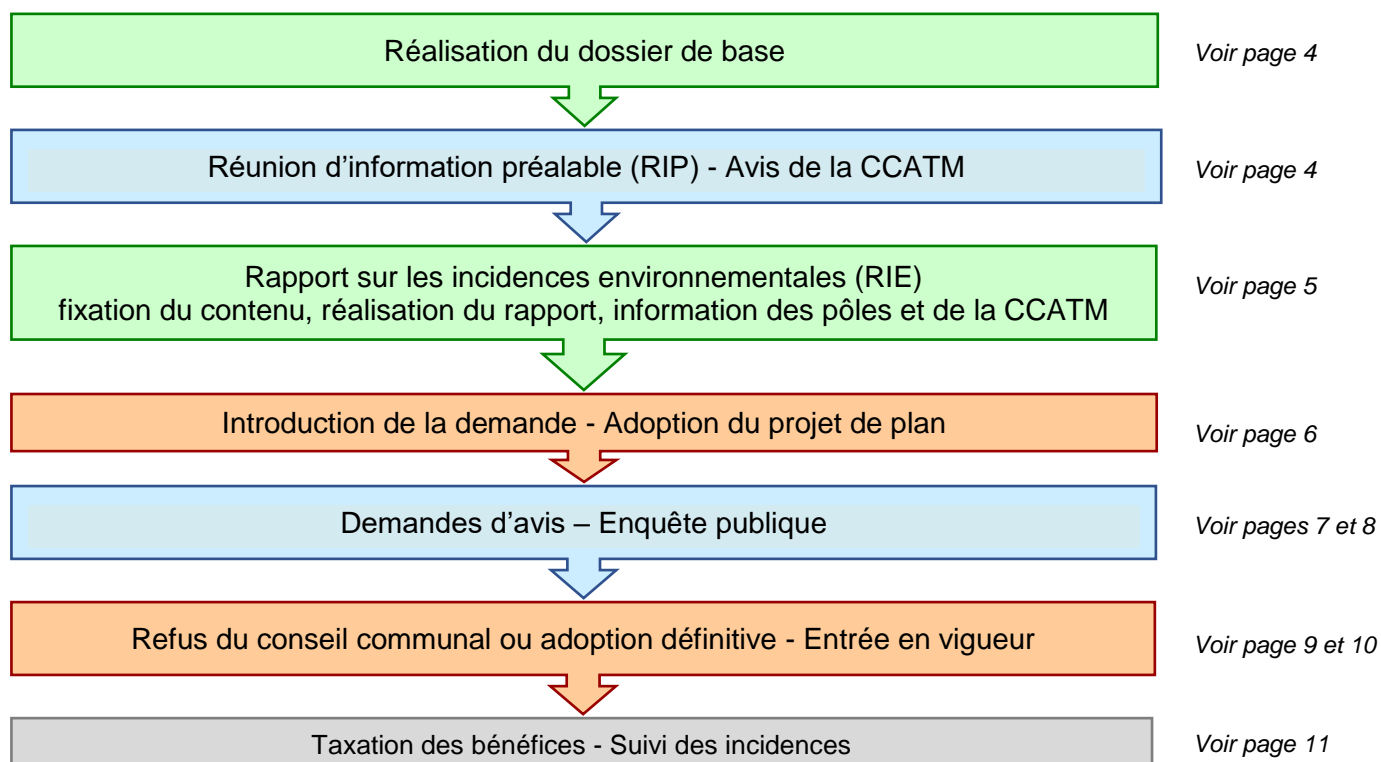 Réalisation du dossier de base
Voir page 4
Réunion d’information préalable (RIP) - Avis de la CCATM
Voir page 4
Rapport sur les incidences environnementales (RIE)
fixation du contenu, réalisation du rapport, information des pôles et de la CCATM
Voir page 5
Introduction de la demande - Adoption du projet de plan
Voir page 6
Demandes d’avis – Enquête publique
Voir pages 7 et 8
Refus du conseil communal ou adoption définitive - Entrée en vigueur
Voir page 9 et 10
Taxation des bénéfices - Suivi des incidences
Voir page 11